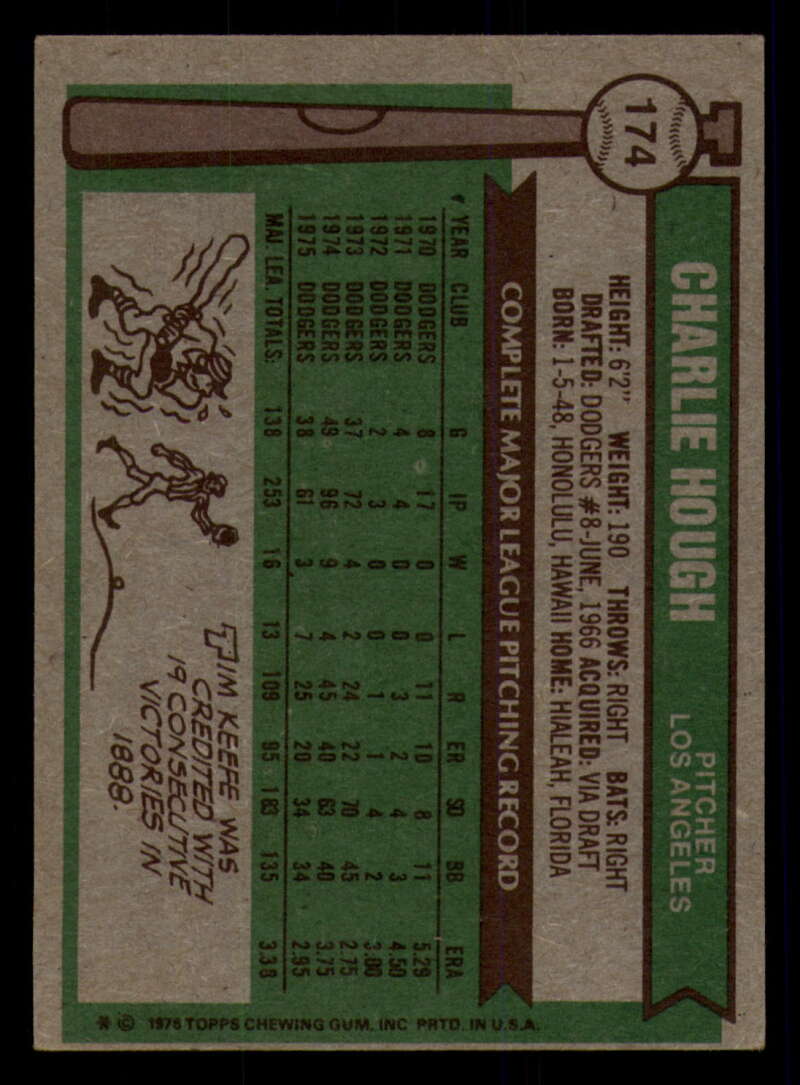 174
CHARLIE HOUGH
PITCHER
LOS ANGELES
HEIGHT: 6'2" WEIGHT: 190 THROWS: RIGHT BATS: RIGHT
DRAFTED: DODGERS #8-JUNE, 1966 ACQUIRED: VIA DRAFT
BORN: 1-5-48, HONOLULU, HAWAII HOME: HIALEAH, FLORIDA
COMPLETE MAJOR LEAGUE PITCHING RECORD
YEAR CLUB G IP W L R ER SO BB ERA
1970 DODGERS 8 17 0 0 11 10 8 11 5.29
1971 DODGERS 4 4 0 0 3 2 4 3 4.50
1972 DODGERS 2 3 0 0 1 1 4 2 3.00
1973 DODGERS 37 72 4 2 24 22 70 45 2.75
1974 DODGERS 49 96 9 4 45 40 63 40 3.75
1975 DODGERS 38 61 3 7 25 20 34 34 2.95
MAJ. LEA. TOTALS: 138 253 16 13 109 95 183 135 3.38
TIM KEEFE WAS
CREDITED WITH
19 CONSECUTIVE
VICTORIES IN
1888.
* © 1976 TOPPS CHEWING GUM, INC. PRTD. IN U.S.A.